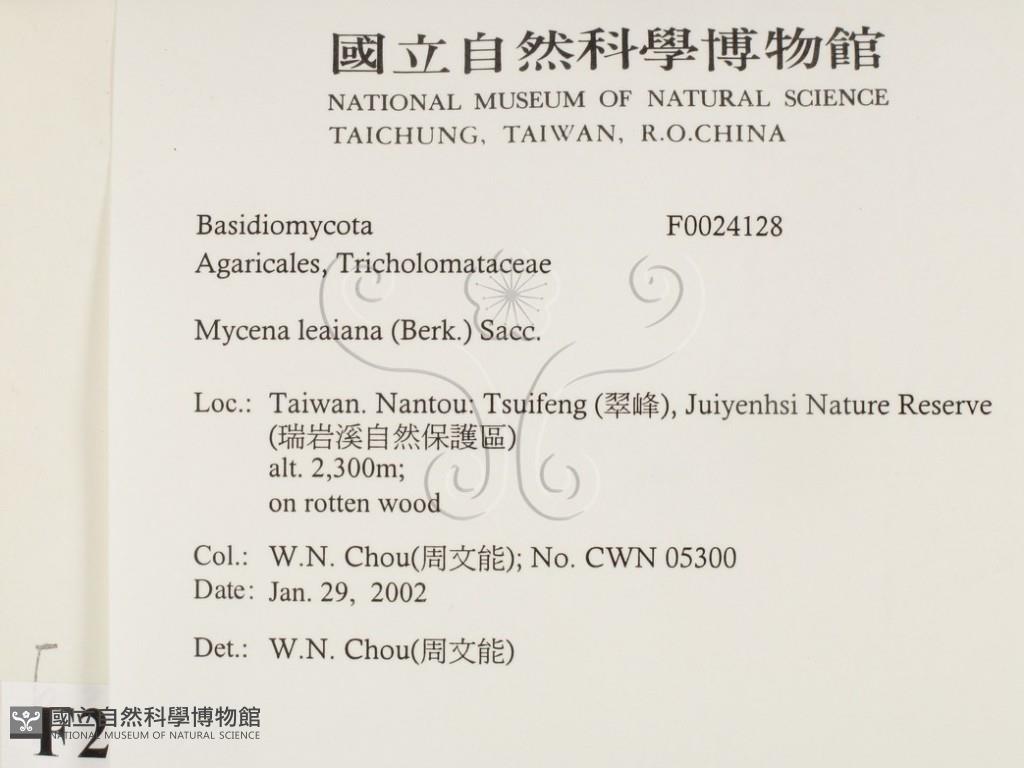 國立自然科學博物館
NATIONAL MUSEUM OF NATURAL SCIENCE
TAICHUNG, TAIWAN, R.O.CHINA
Basidiomycota F0024128
Agaricales, Tricholomataceae
Mycena leaiana (Berk.) Sacc.
Loc.: Taiwan. Nantou: Tsuifeng (翠峰), Juiyenhsi Nature Reserve
(瑞岩溪自然保護區)
alt. 2,300m;
on rotten wood
Col.: W.N. Chou(周文能); No. CWN 05300
Date: Jan. 29, 2002
Det.: W.N. Chou(周文能)
F2
國立自然科學博物館
NATIONAL MUSEUM OF NATURAL SCIENCE